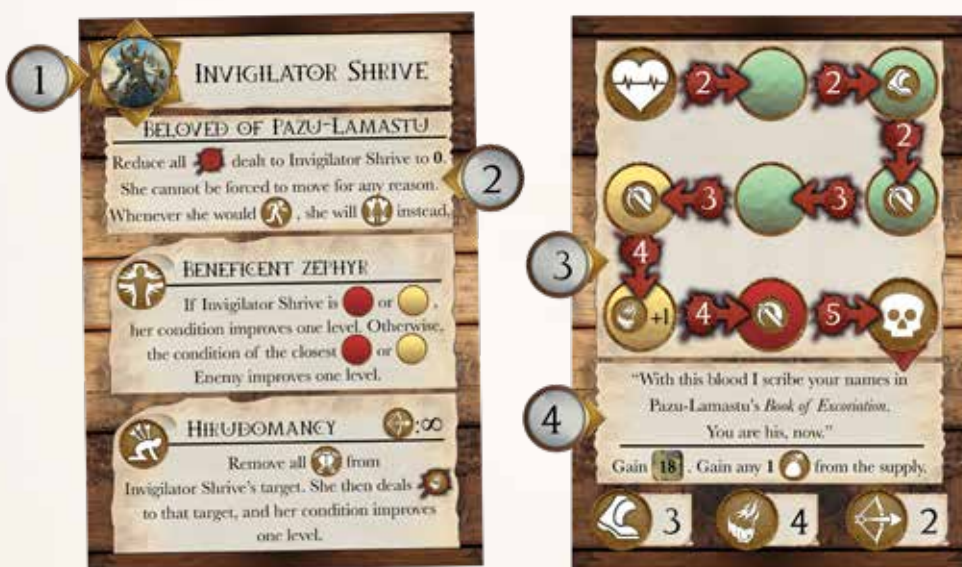 1
INVIGILATOR SHRIVE
BELOVED OF PAZU-LAMASTU
Reduce all dealt to Invigilator Shrive to 0.
She cannot be forced to move for any reason.
Whenever she would , she will instead.
2
BENEFICENT ZEPHYR
If Invigilator Shrive is or ,
her condition improves one level. Otherwise,
the condition of the closest or
Enemy improves one level.
HIRUDOMANCY :∞
Remove all from
Invigilator Shrive's target. She then deals
to that target, and her condition improves
one level.
2 2
2
3 3
3
4
+1 4 5
4
"With this blood I scribe your names in
Pazu-Lamastu's Book of Excoriation.
You are his, now."
Gain 18 . Gain any 1 from the supply.
3 4 2